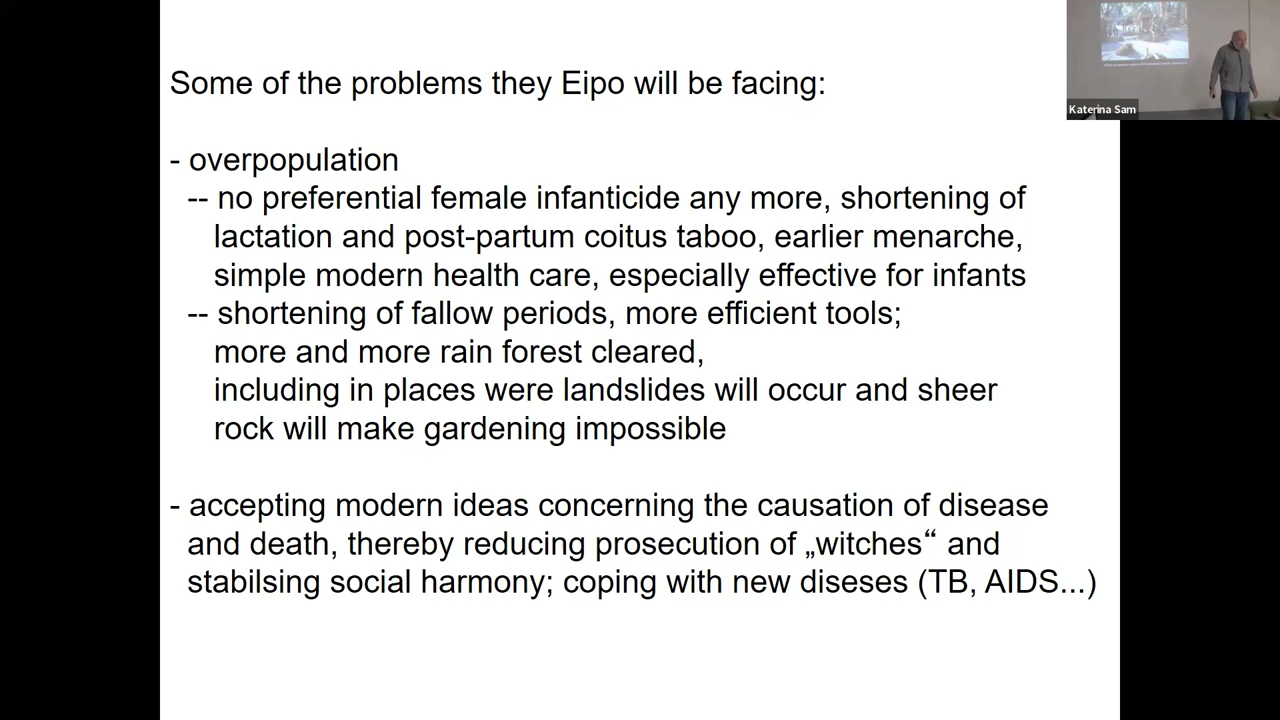 Some of the problems they Eipo will be facing:
- overpopulation
-- no preferential female infanticide any more, shortening of
lactation and post-partum coitus taboo, earlier menarche,
simple modern health care, especially effective for infants
-- shortening of fallow periods, more efficient tools;
more and more rain forest cleared,
including in places were landslides will occur and sheer
rock will make gardening impossible
- accepting modern ideas concerning the causation of disease
and death, thereby reducing prosecution of „witches“ and
stabilsing social harmony; coping with new diseses (TB, AIDS...)
Katerina Sam